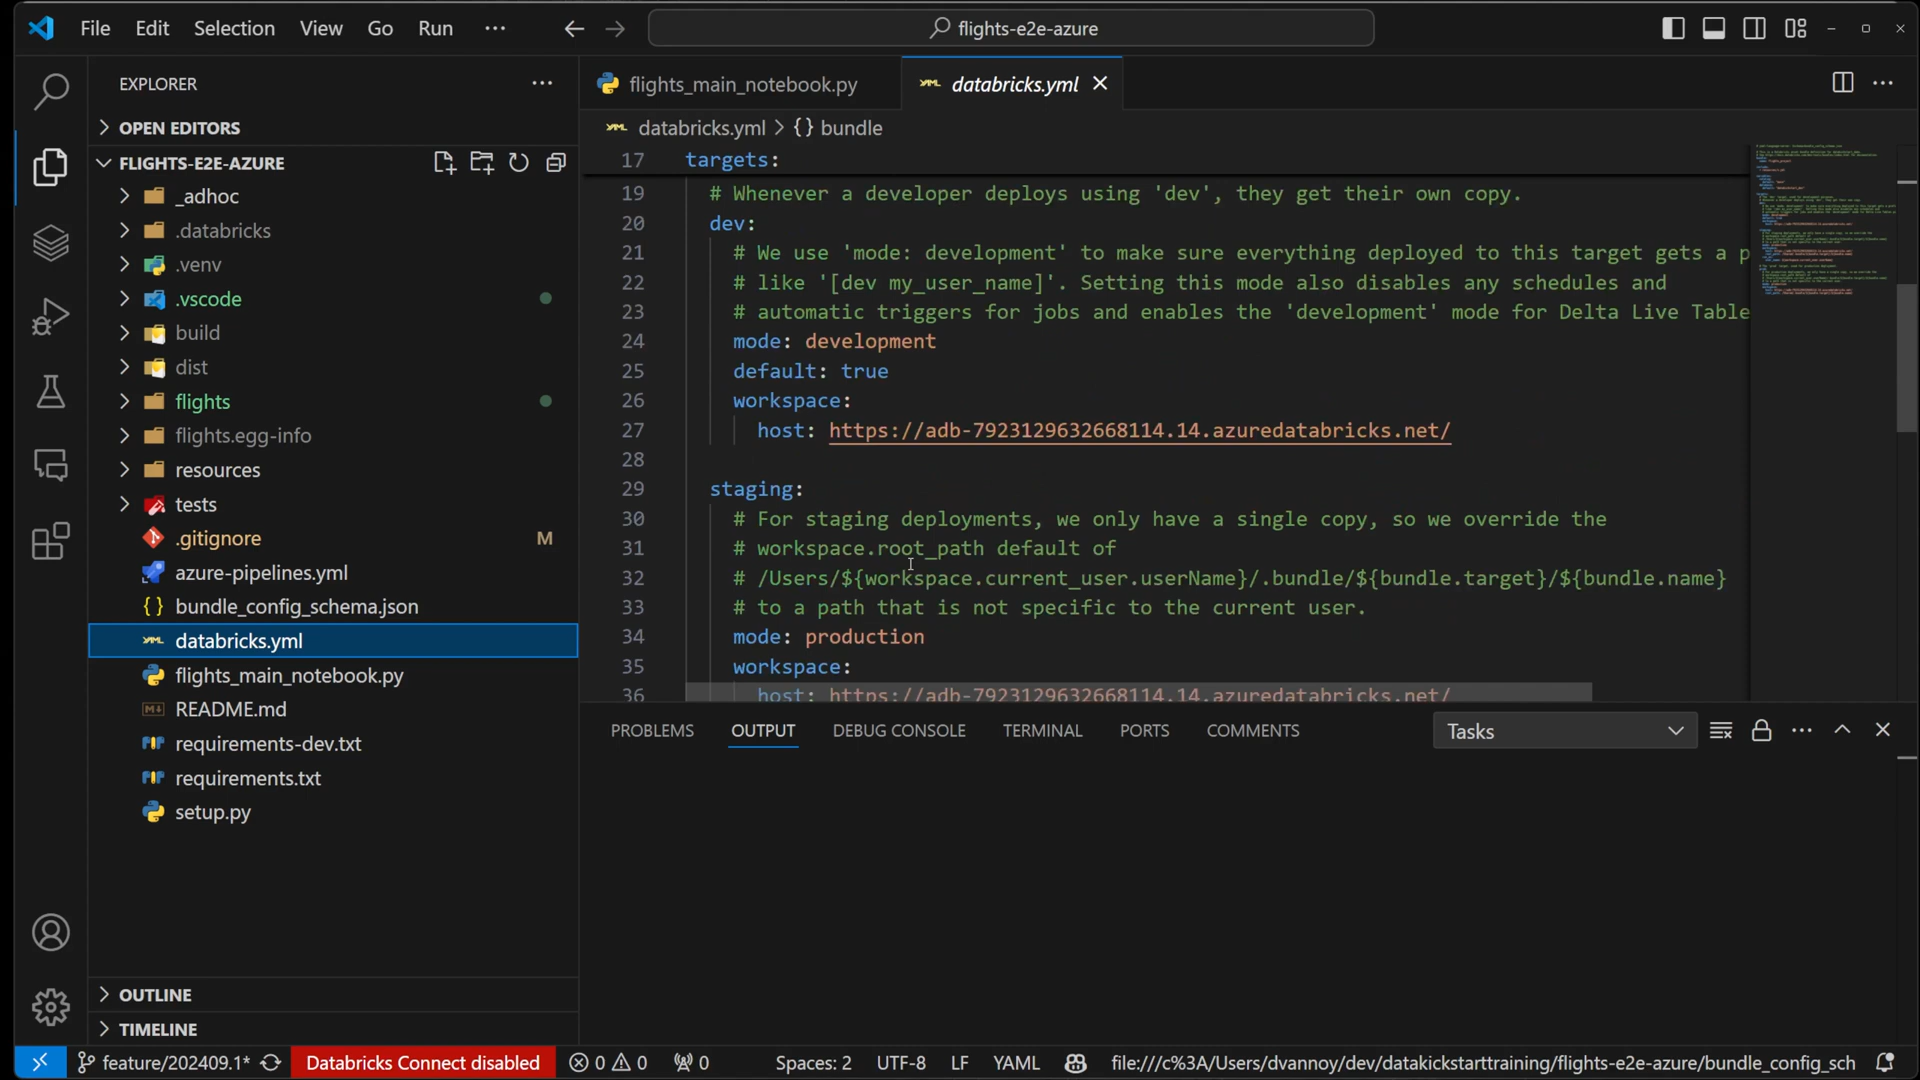 File Edit Selection View Go Run ··· flights-e2e-azure
EXPLORER ···
OPEN EDITORS
FLIGHTS-E2E-AZURE
_adhoc
.databricks
.venv
.vscode
build
dist
flights
flights.egg-info
resources
tests
.gitignore M
azure-pipelines.yml
bundle_config_schema.json
databricks.yml
flights_main_notebook.py
README.md
requirements-dev.txt
requirements.txt
setup.py
OUTLINE
TIMELINE
flights_main_notebook.py databricks.yml
databricks.yml > {} bundle
17 targets:
19 # Whenever a developer deploys using 'dev', they get their own copy.
20 dev:
21 # We use 'mode: development' to make sure everything deployed to this target gets a p
22 # like '[dev my_user_name]'. Setting this mode also disables any schedules and
23 # automatic triggers for jobs and enables the 'development' mode for Delta Live Table
24 mode: development
25 default: true
26 workspace:
27 host: https://adb-7923129632668114.14.azuredatabricks.net/
28
29 staging:
30 # For staging deployments, we only have a single copy, so we override the
31 # workspace.root_path default of
32 # /Users/${workspace.current_user.userName}/.bundle/${bundle.target}/${bundle.name}
33 # to a path that is not specific to the current user.
34 mode: production
35 workspace:
36 host: https://adb-7923129632668114.14.azuredatabricks.net/
PROBLEMS OUTPUT DEBUG CONSOLE TERMINAL PORTS COMMENTS Tasks
feature/202409.1* Databricks Connect disabled 0 0 0 Spaces: 2 UTF-8 LF YAML file:///c%3A/Users/dvannoy/dev/datakickstarttraining/flights-e2e-azure/bundle_config_sch